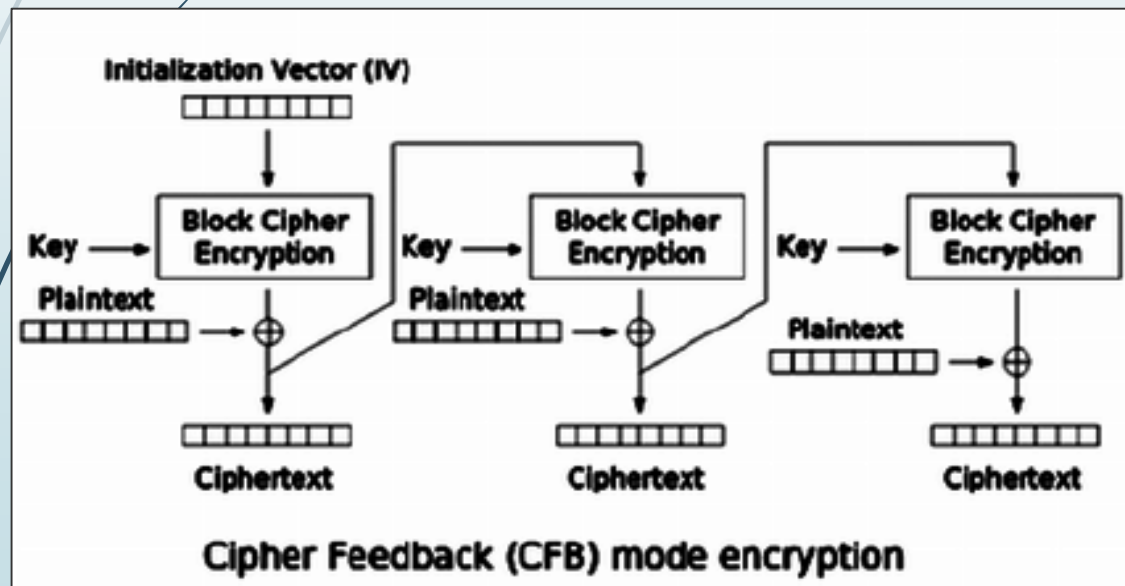 Initialization Vector (IV)
Block Cipher
Encryption
Key
Plaintext
Ciphertext
Block Cipher
Encryption
Key
Plaintext
Ciphertext
Block Cipher
Encryption
Key
Plaintext
Ciphertext
Cipher Feedback (CFB) mode encryption